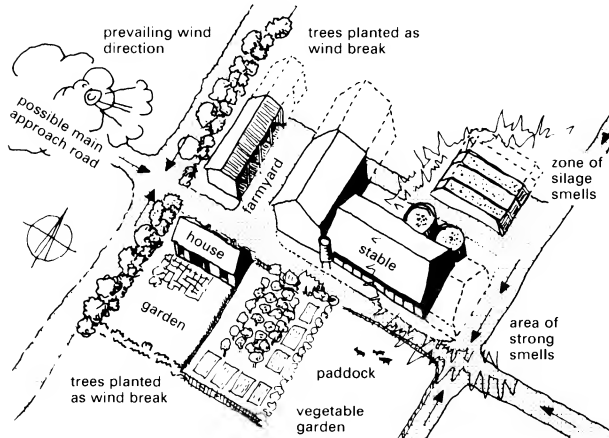 prevailing wind
direction
trees planted as
wind break
possible main
approach road
farmyard
zone of
silage
smells
house
stable
garden
area of
strong
smells
trees planted
as wind break
paddock
vegetable
garden